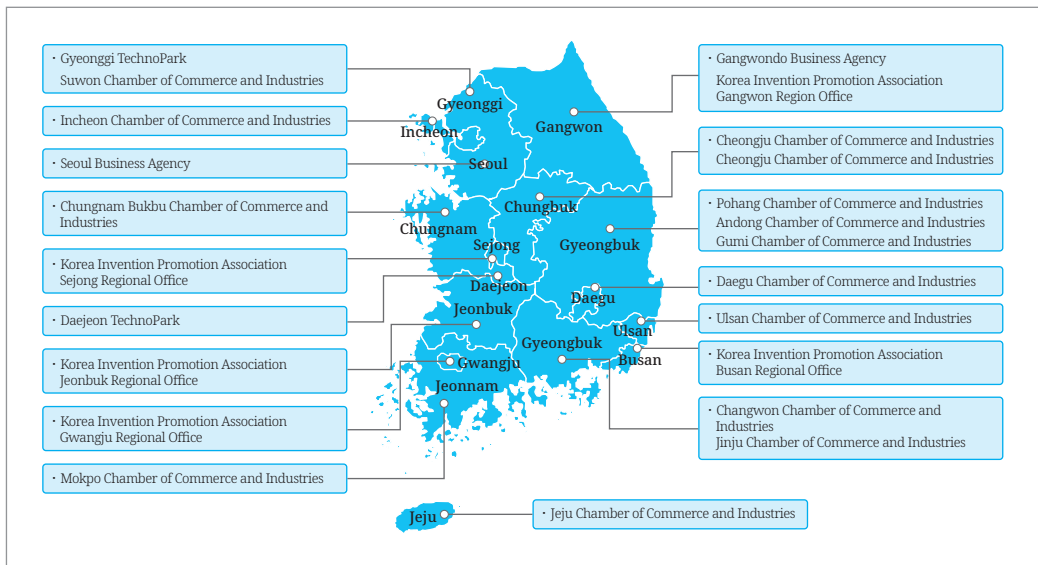 · Gyeonggi TechnoPark
Suwon Chamber of Commerce and Industries
· Incheon Chamber of Commerce and Industries
· Seoul Business Agency
· Chungnam Bukbu Chamber of Commerce and
Industries
· Korea Invention Promotion Association
Sejong Regional Office
· Daejeon TechnoPark
· Korea Invention Promotion Association
Jeonbuk Regional Office
· Korea Invention Promotion Association
Gwangju Regional Office
· Mokpo Chamber of Commerce and Industries
Gyeonggi
Incheon
Gangwon
Seoul
Chungbuk
Chungnam
Sejong
Gyeongbuk
Daejeon
Daegu
Jeonbuk
Ulsan
Gyeongbuk
Busan
Gwangju
Jeonnam
Jeju
· Gangwondo Business Agency
Korea Invention Promotion Association
Gangwon Region Office
· Cheongju Chamber of Commerce and Industries
Cheongju Chamber of Commerce and Industries
· Pohang Chamber of Commerce and Industries
Andong Chamber of Commerce and Industries
Gumi Chamber of Commerce and Industries
· Daegu Chamber of Commerce and Industries
· Ulsan Chamber of Commerce and Industries
· Korea Invention Promotion Association
Busan Regional Office
· Changwon Chamber of Commerce and
Industries
Jinju Chamber of Commerce and Industries
· Jeju Chamber of Commerce and Industries